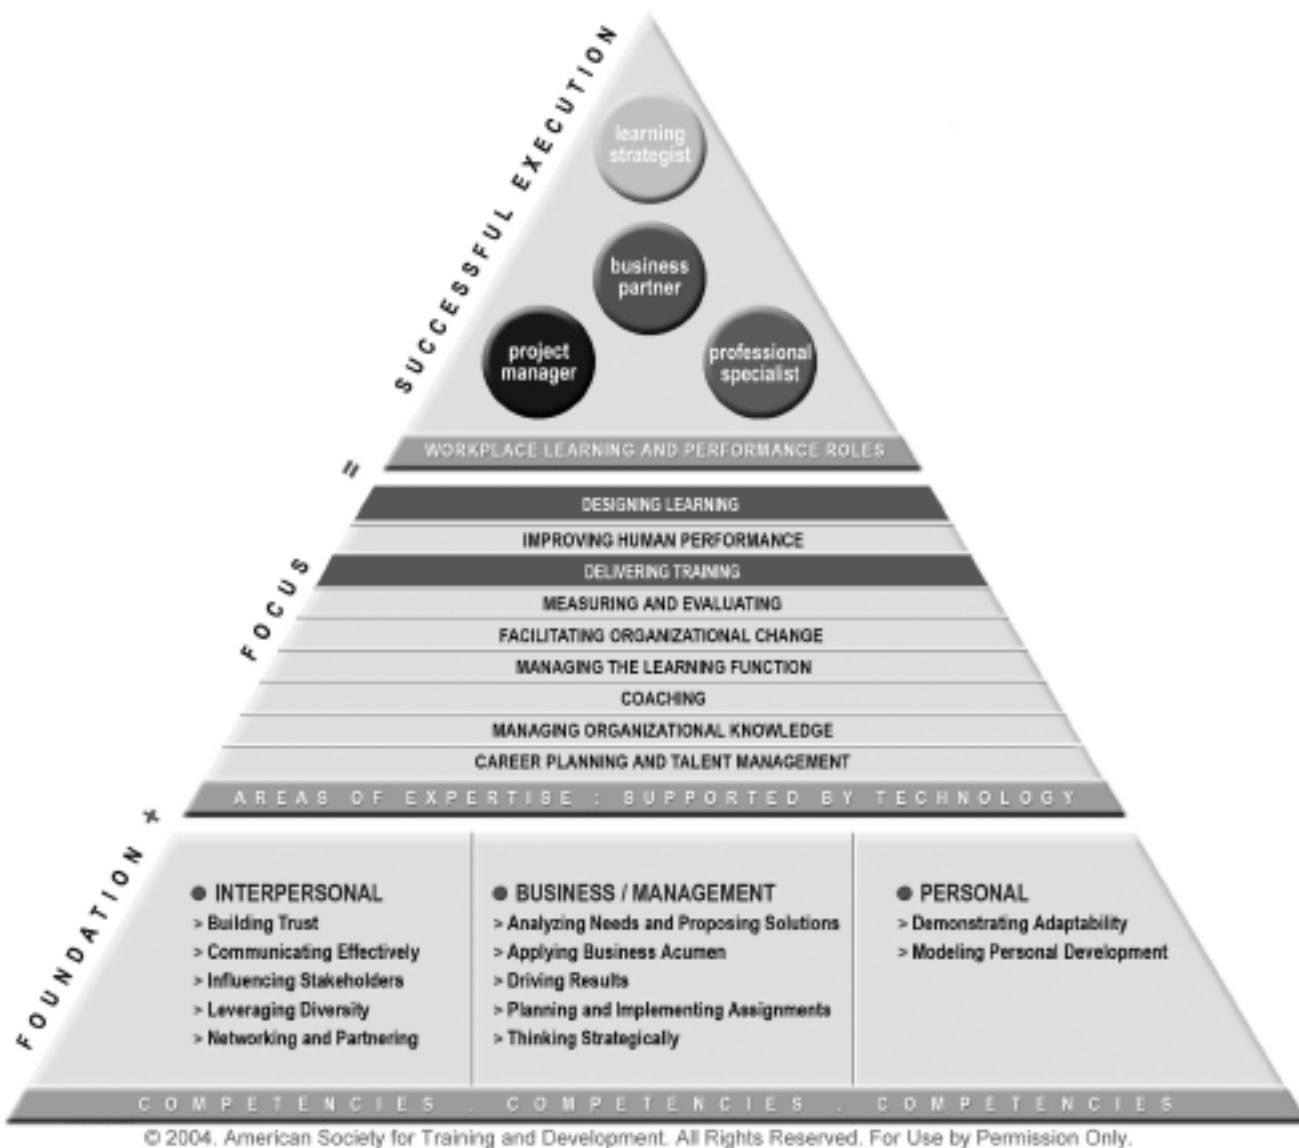 SUCCESSFUL EXECUTION
learning
strategist
business
partner
project
manager
professional
specialist
WORKPLACE LEARNING AND PERFORMANCE ROLES
=
FOCUS
DESIGNING LEARNING
IMPROVING HUMAN PERFORMANCE
DELIVERING TRAINING
MEASURING AND EVALUATING
FACILITATING ORGANIZATIONAL CHANGE
MANAGING THE LEARNING FUNCTION
COACHING
MANAGING ORGANIZATIONAL KNOWLEDGE
CAREER PLANNING AND TALENT MANAGEMENT
AREAS OF EXPERTISE : SUPPORTED BY TECHNOLOGY
+
FOUNDATION
● INTERPERSONAL
> Building Trust
> Communicating Effectively
> Influencing Stakeholders
> Leveraging Diversity
> Networking and Partnering
● BUSINESS / MANAGEMENT
> Analyzing Needs and Proposing Solutions
> Applying Business Acumen
> Driving Results
> Planning and Implementing Assignments
> Thinking Strategically
● PERSONAL
> Demonstrating Adaptability
> Modeling Personal Development
COMPETENCIES . COMPETENCIES . COMPETENCIES
© 2004. American Society for Training and Development. All Rights Reserved. For Use by Permission Only.